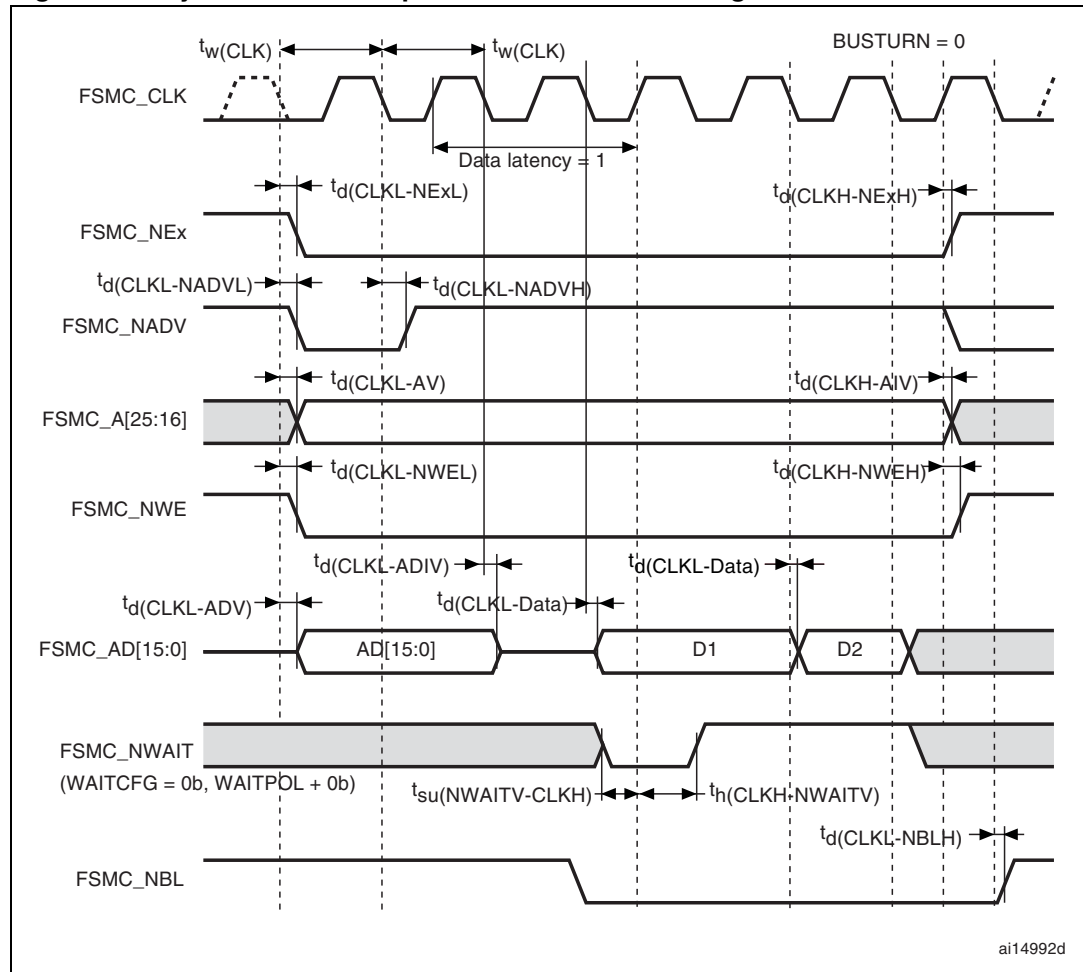 BUSTURN = 0
tw(CLK)
tw(CLK)
FSMC_CLK
Data latency = 1
td(CLKL-NExL)
td(CLKH-NExH)
FSMC_NEx
td(CLKL-NADVL)
td(CLKL-NADVH)
FSMC_NADV
td(CLKL-AV)
td(CLKH-AIV)
FSMC_A[25:16]
td(CLKL-NWEL)
td(CLKH-NWEH)
FSMC_NWE
td(CLKL-ADIV)
td(CLKL-Data)
td(CLKL-ADV)
td(CLKL-Data)
FSMC_AD[15:0]
AD[15:0]
D1
D2
FSMC_NWAIT
(WAITCFG = 0b, WAITPOL + 0b)
tsu(NWAITV-CLKH)
th(CLKH-NWAITV)
td(CLKL-NBLH)
FSMC_NBL
ai14992d